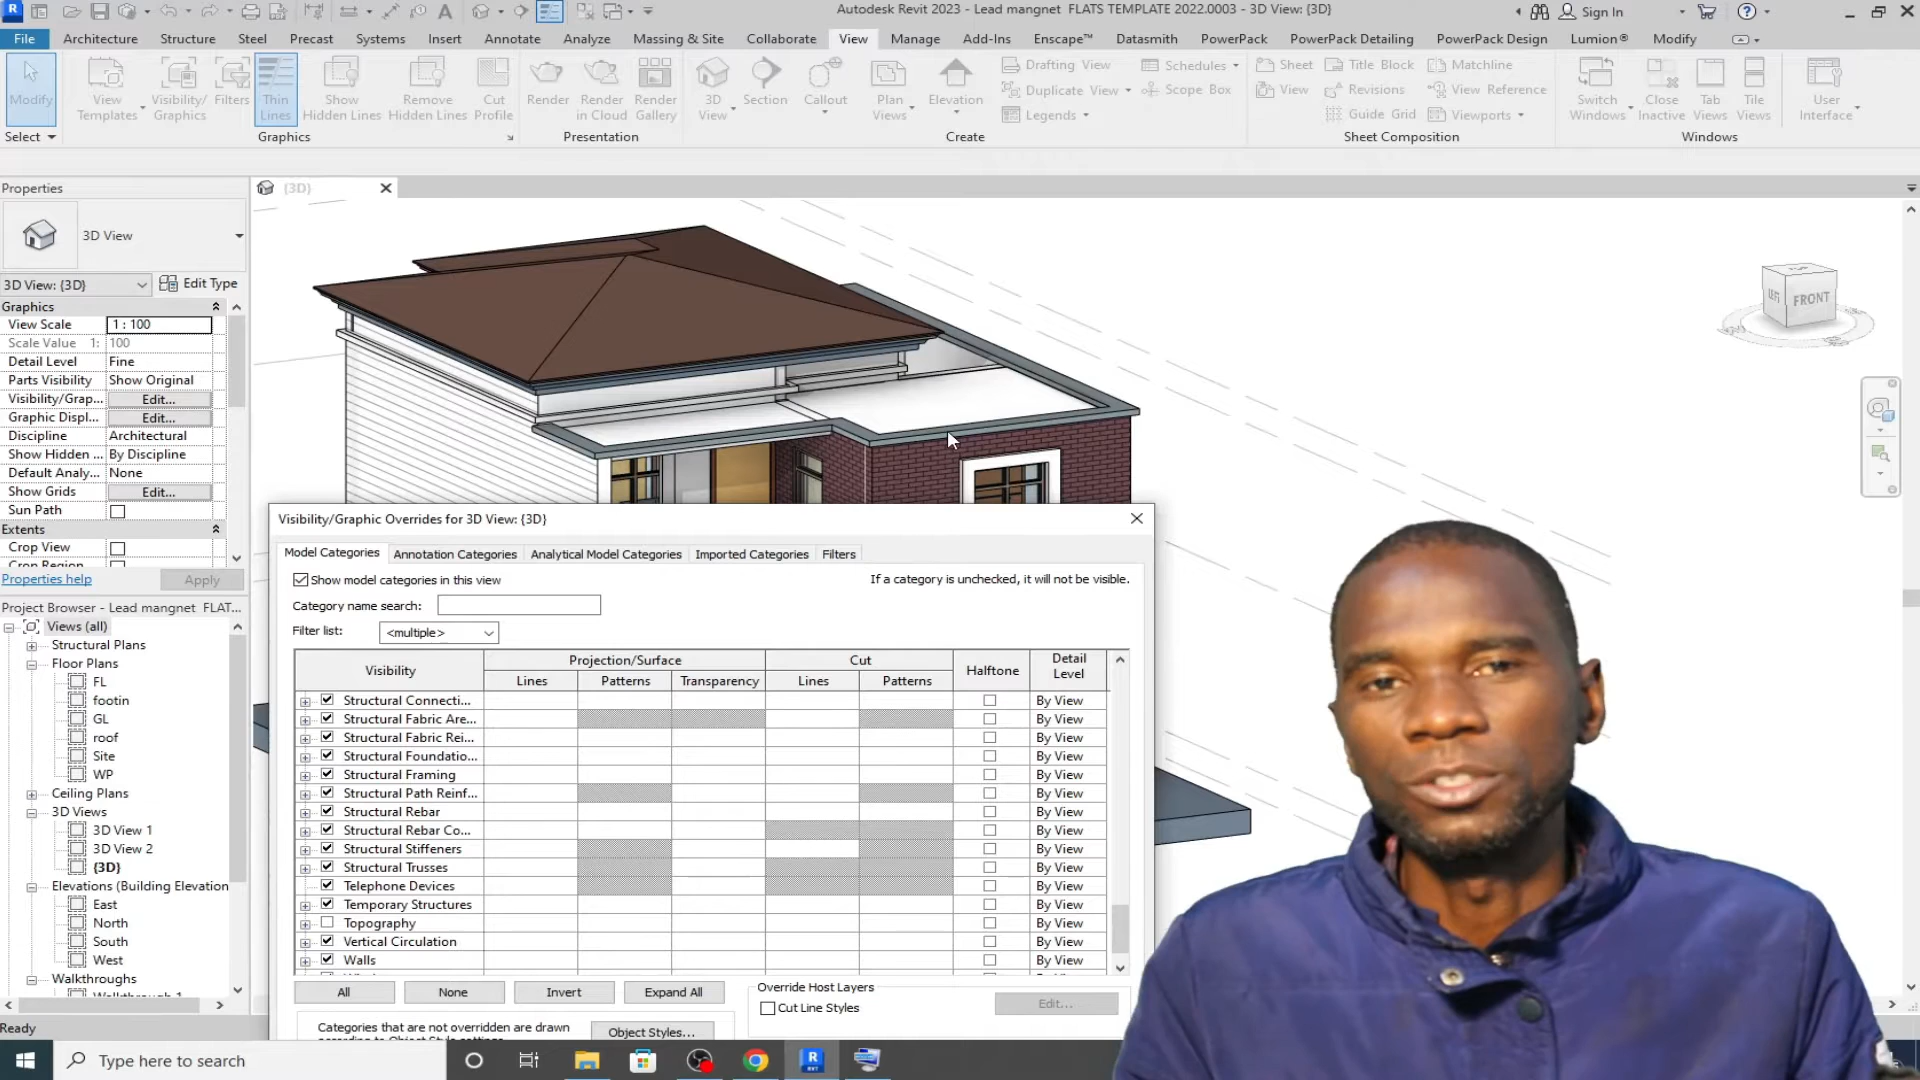 Autodesk Revit 2023 - Lead mangnet FLATS TEMPLATE 2022.0003 - 3D View: {3D}
Sign In
File Architecture Structure Steel Precast Systems Insert Annotate Analyze Massing & Site Collaborate View Manage Add-Ins Enscape™ Datasmith PowerPack PowerPack Detailing PowerPack Design Lumion® Modify
Modify
View Templates
Visibility/ Graphics
Filters
Thin Lines
Show Hidden Lines
Remove Hidden Lines
Cut Profile
Render
Render in Cloud
Render Gallery
3D View
Section
Callout
Plan Views
Elevation
Drafting View
Duplicate View
Legends
Schedules
Scope Box
Sheet
View
Title Block
Revisions
Guide Grid
Matchline
View Reference
Viewports
Switch Windows
Close Inactive
Tab Views
Tile Views
User Interface
Select Graphics Presentation Create Sheet Composition Windows
Properties
{3D}
3D View
3D View: {3D} Edit Type
Graphics
View Scale 1 : 100
Scale Value 1: 100
Detail Level Fine
Parts Visibility Show Original
Visibility/Grap... Edit...
Graphic Displ... Edit...
Discipline Architectural
Show Hidden ... By Discipline
Default Analy... None
Show Grids Edit...
Sun Path
Extents
Crop View
Crop Region
Properties help Apply
Project Browser - Lead mangnet FLAT...
Views (all)
Structural Plans
Floor Plans
FL
footin
GL
roof
Site
WP
Ceiling Plans
3D Views
3D View 1
3D View 2
{3D}
Elevations (Building Elevation
East
North
South
West
Walkthroughs
Walkthrough 1
Ready
FRONT
Visibility/Graphic Overrides for 3D View: {3D}
Model Categories Annotation Categories Analytical Model Categories Imported Categories Filters
Show model categories in this view If a category is unchecked, it will not be visible.
Category name search:
Filter list: <multiple>
Visibility Projection/Surface Cut Halftone Detail Level
Lines Patterns Transparency Lines Patterns
Structural Connecti... By View
Structural Fabric Are... By View
Structural Fabric Rei... By View
Structural Foundatio... By View
Structural Framing By View
Structural Path Reinf... By View
Structural Rebar By View
Structural Rebar Co... By View
Structural Stiffeners By View
Structural Trusses By View
Telephone Devices By View
Temporary Structures By View
Topography By View
Vertical Circulation By View
Walls By View
All None Invert Expand All
Override Host Layers
Cut Line Styles Edit...
Categories that are not overridden are drawn
according to Object Style settings.
Object Styles...
Type here to search